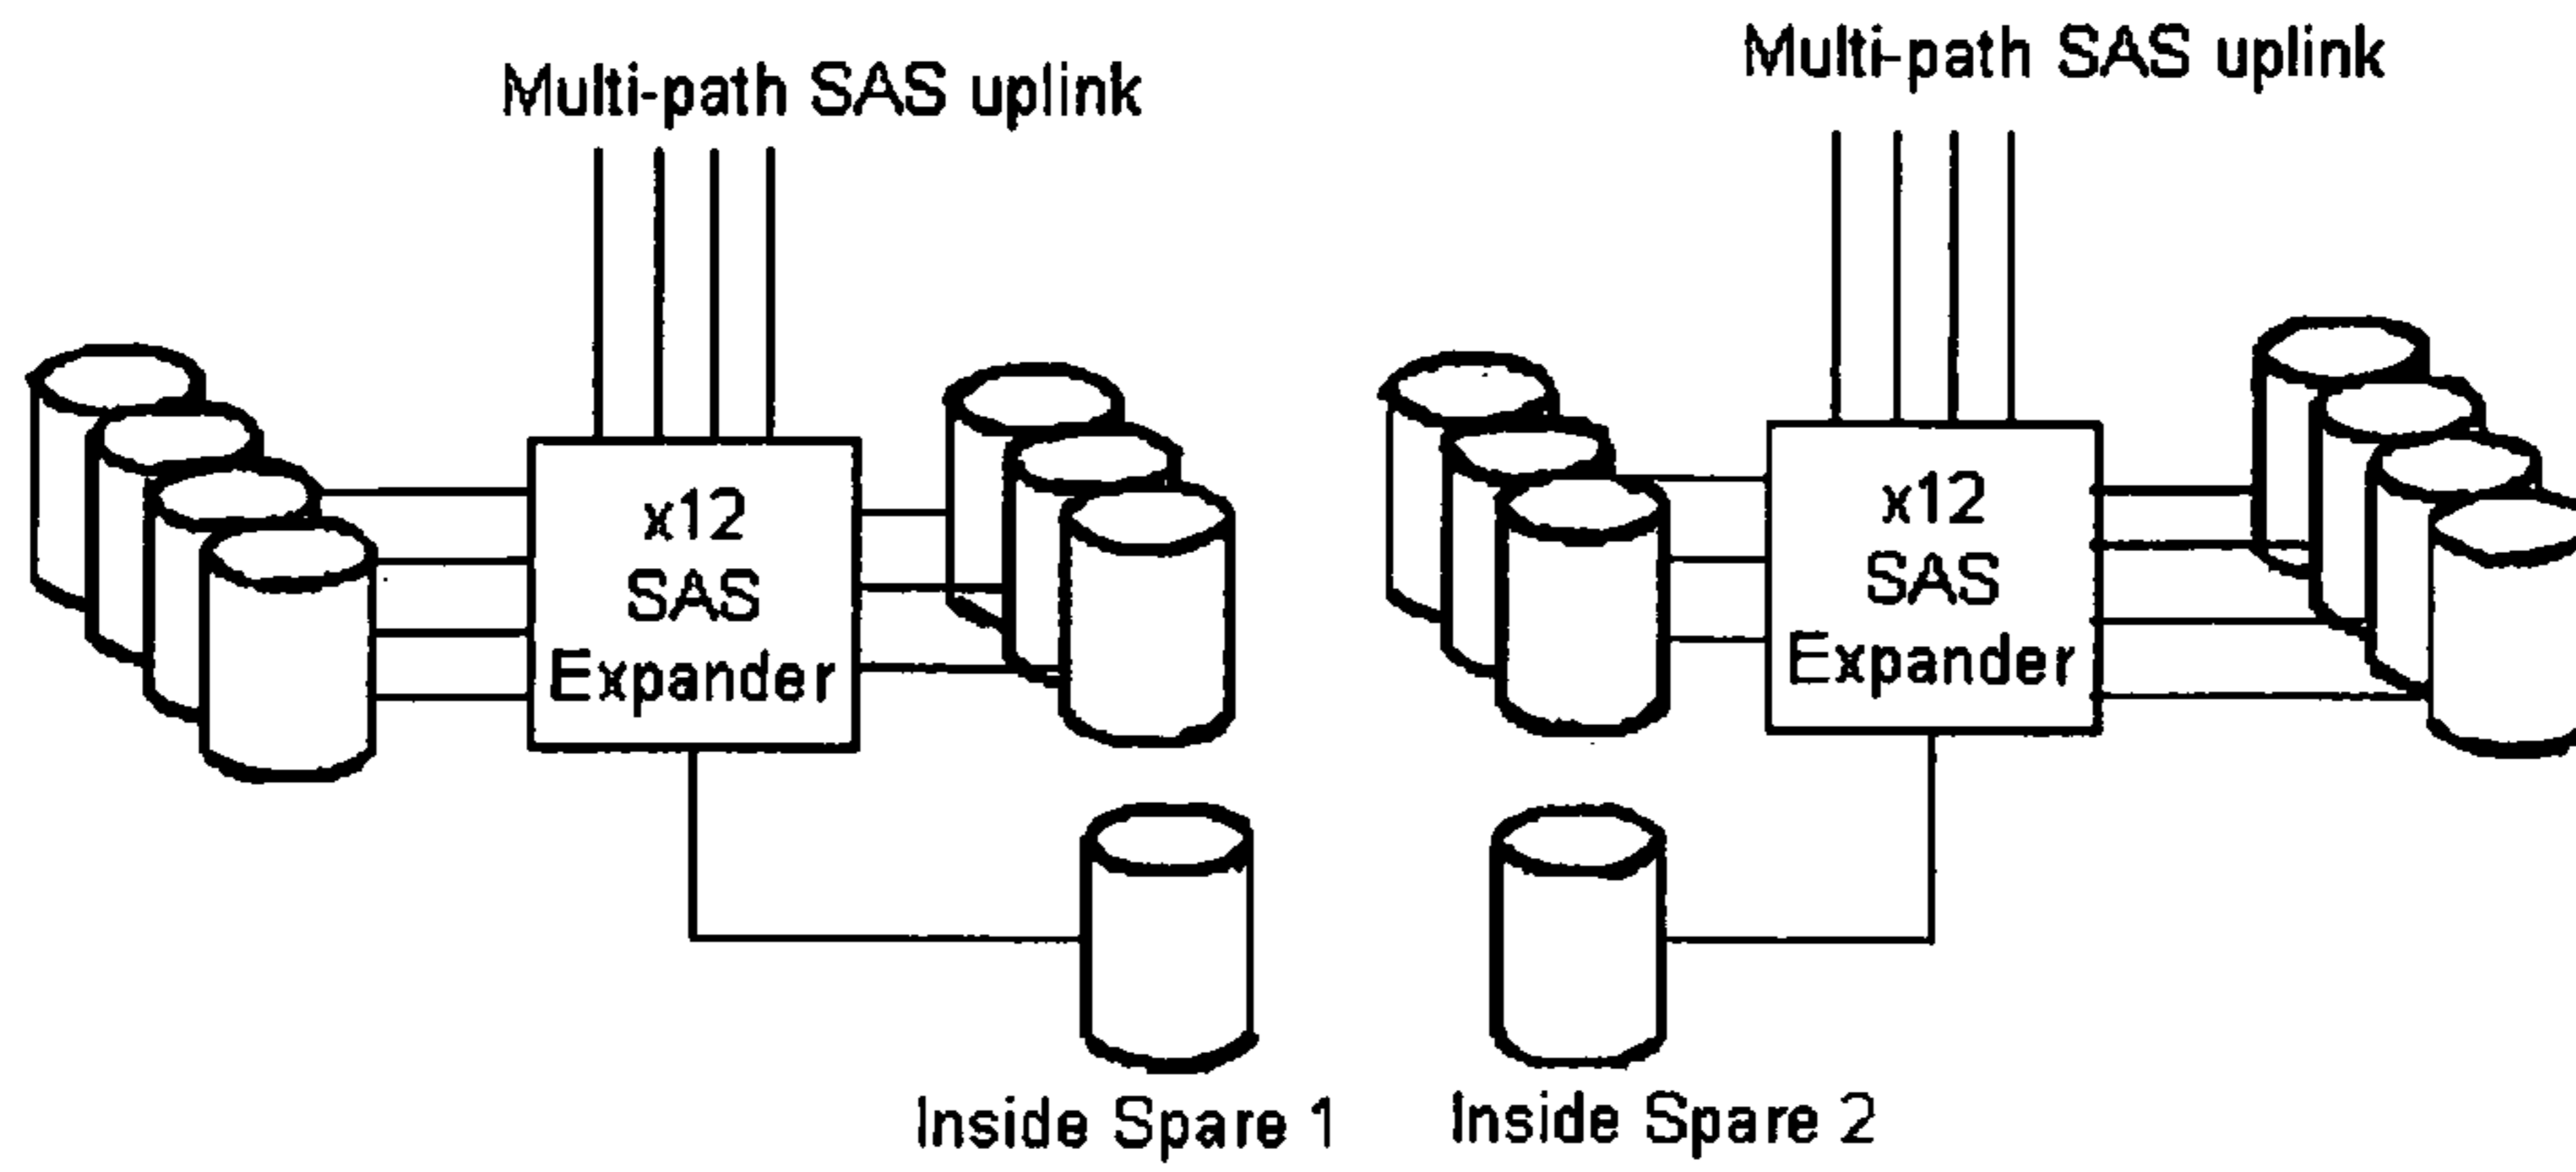 Multi-path SAS uplink
Multi-path SAS uplink
x12
SAS
Expander
x12
SAS
Expander
Inside Spare 1
Inside Spare 2